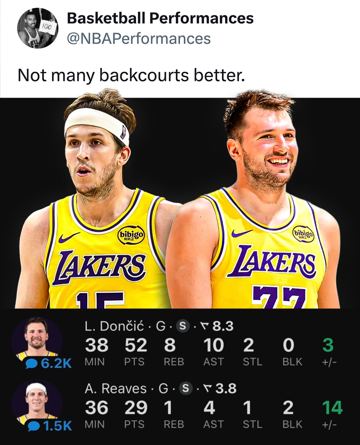 Basketball Performances
@NBAPerformances
Not many backcourts better.
bibigo
bibigo
LAKERS
LAKERS
15
77
L. Dončić · G · S · 8.3
38 52 8 10 2 0 3
MIN PTS REB AST STL BLK +/-
6.2K
A. Reaves · G · S · 3.8
36 29 1 4 1 2 14
MIN PTS REB AST STL BLK +/-
1.5K